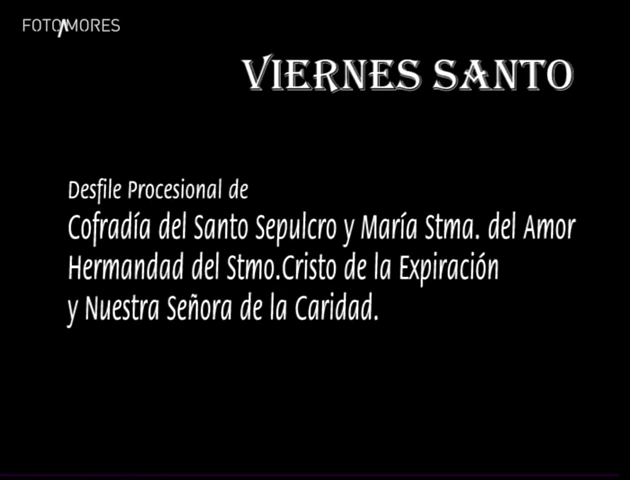 FOTOAMORES
VIERNES SANTO
Desfile Procesional de
Cofradía del Santo Sepulcro y María Stma. del Amor
Hermandad del Stmo.Cristo de la Expiración
y Nuestra Señora de la Caridad.